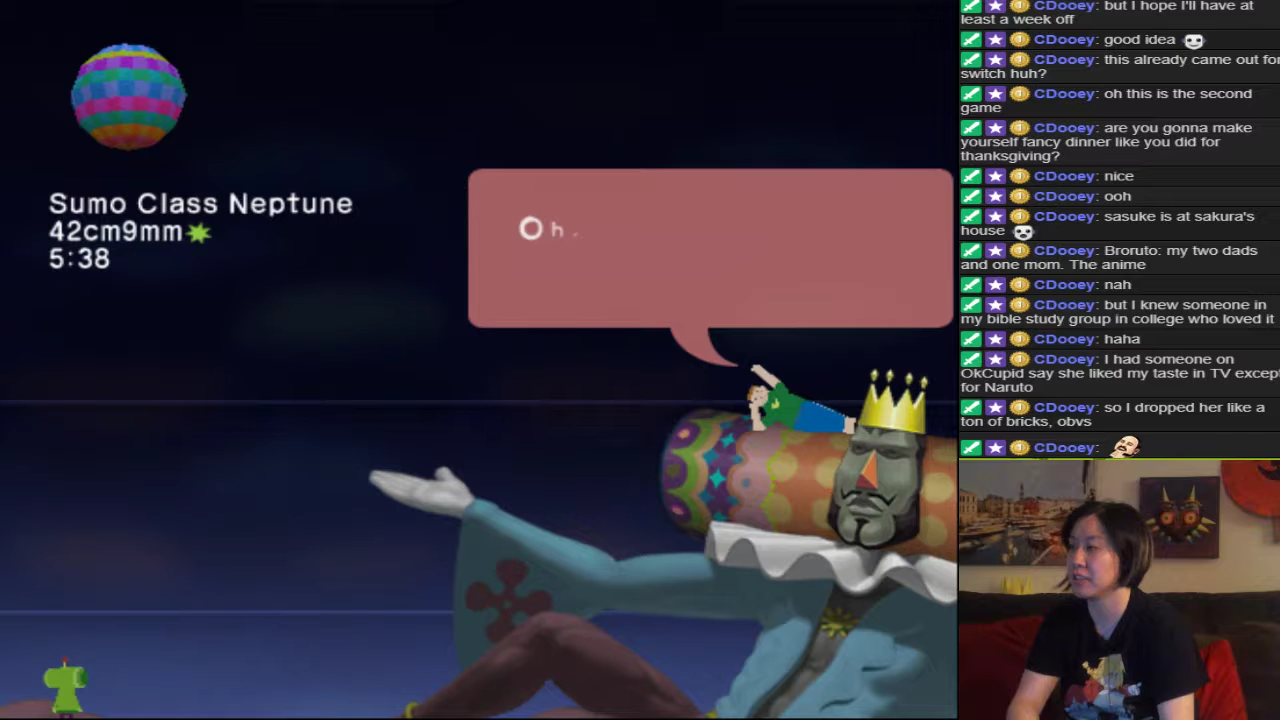 Sumo Class Neptune
42cm9mm
5:38
Oh.
CDooey: but I hope I'll have at
least a week off
CDooey: good idea
CDooey: this already came out for
switch huh?
CDooey: oh this is the second
game
CDooey: are you gonna make
yourself fancy dinner like you did for
thanksgiving?
CDooey: nice
CDooey: ooh
CDooey: sasuke is at sakura's
house
CDooey: Broruto: my two dads
and one mom. The anime
CDooey: nah
CDooey: but I knew someone in
my bible study group in college who loved it
CDooey: haha
CDooey: I had someone on
OkCupid say she liked my taste in TV except
for Naruto
CDooey: so I dropped her like a
ton of bricks, obvs
CDooey: